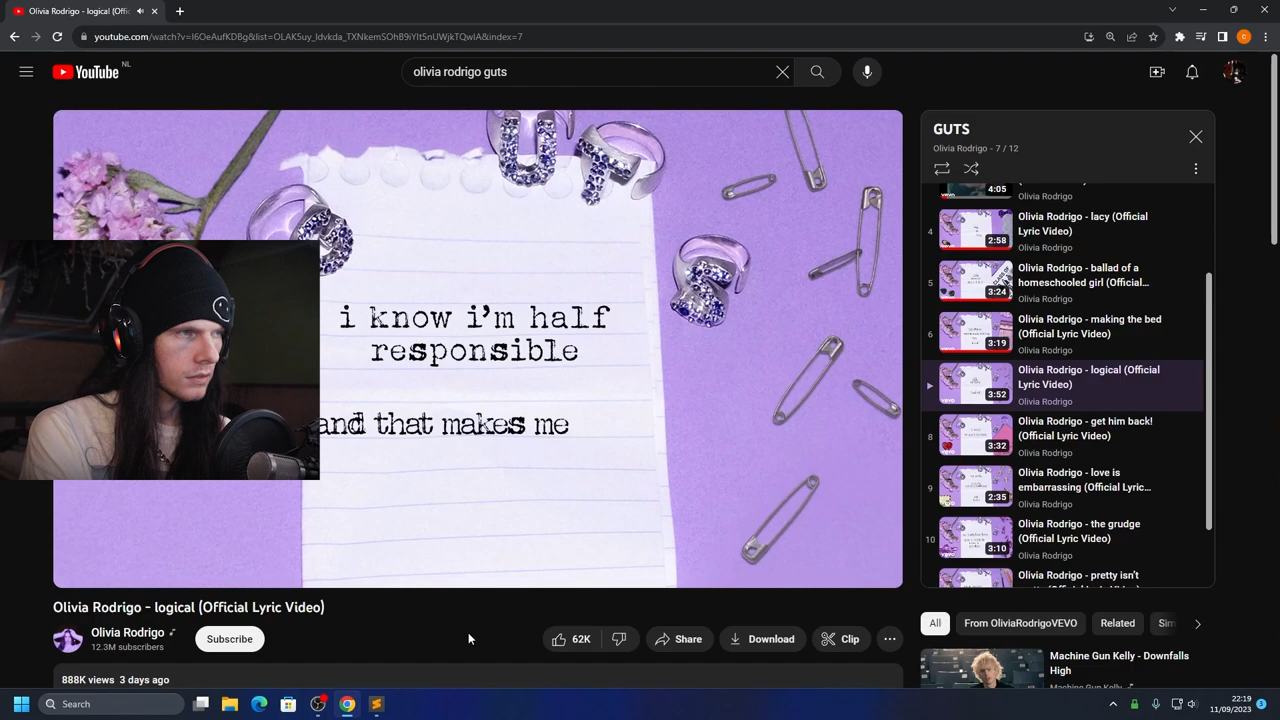 Olivia Rodrigo - logical (Offici
youtube.com/watch?v=I6OeAufKDBg&list=OLAK5uy_ldvkda_TXNkemSOhB9iYlt5nUWjkTQwIA&index=7
YouTube NL
olivia rodrigo guts
i know i'm half
responsible
and that makes me
GUTS
Olivia Rodrigo - 7 / 12
4:05
Olivia Rodrigo
4
Olivia Rodrigo - lacy (Official
Lyric Video)
2:58
Olivia Rodrigo
5
Olivia Rodrigo - ballad of a
homeschooled girl (Official...
3:24
Olivia Rodrigo
6
Olivia Rodrigo - making the bed
(Official Lyric Video)
3:19
Olivia Rodrigo
Olivia Rodrigo - logical (Official
Lyric Video)
3:52
Olivia Rodrigo
8
Olivia Rodrigo - get him back!
(Official Lyric Video)
3:32
Olivia Rodrigo
9
Olivia Rodrigo - love is
embarrassing (Official Lyric...
2:35
Olivia Rodrigo
10
Olivia Rodrigo - the grudge
(Official Lyric Video)
3:10
Olivia Rodrigo
Olivia Rodrigo - pretty isn't
Olivia Rodrigo - logical (Official Lyric Video)
Olivia Rodrigo
12.3M subscribers
Subscribe
62K
Share
Download
Clip
888K views 3 days ago
All
From OliviaRodrigoVEVO
Related
Sim
Machine Gun Kelly - Downfalls
High
Machine Gun Kelly
Search
22:19
11/09/2023
3